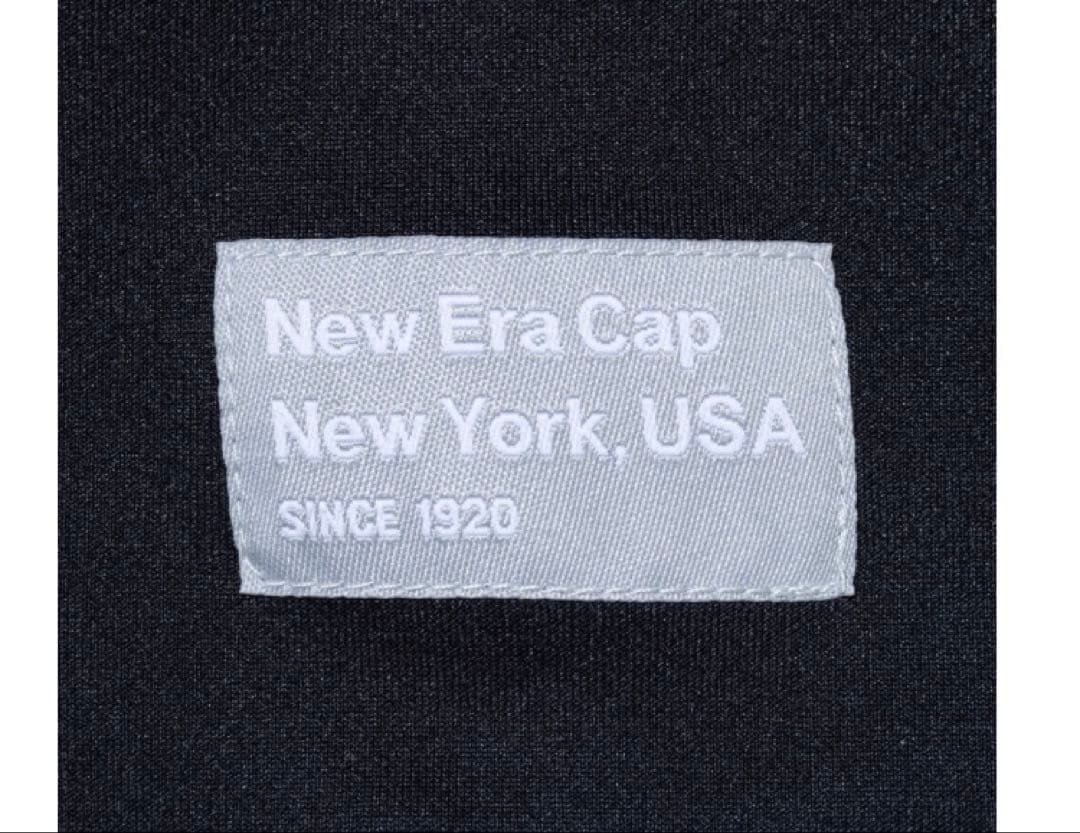 New Era Cap
New York, USA
SINCE 1920